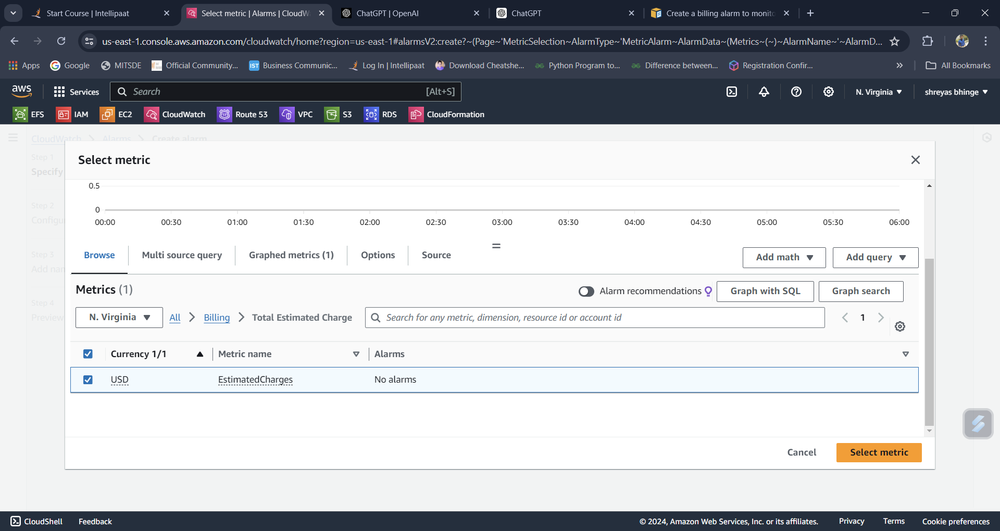 Start Course | Intellipaat
Select metric | Alarms | CloudW
ChatGPT | OpenAI
ChatGPT
Create a billing alarm to monito
us-east-1.console.aws.amazon.com/cloudwatch/home?region=us-east-1#alarmsV2:create?~(Page~'MetricSelection~AlarmType~'MetricAlarm~AlarmData~(Metrics~(~)~AlarmName~'~AlarmD...
Apps
Google
MITSDE
Official Community...
IST
Business Communic...
Log In | Intellipaat
Download Cheatshe...
Python Program to...
Difference between...
Registration Confir...
All Bookmarks
aws
Services
Search
[Alt+S]
N. Virginia
shreyas bhinge
EFS
IAM
EC2
CloudWatch
Route 53
VPC
S3
RDS
CloudFormation
CloudWatch
Alarms
Create alarm
Step 1
Specify
Step 2
Configu
Step 3
Add nan
Step 4
Preview
Select metric
0.5
0
00:00 00:30 01:00 01:30 02:00 02:30 03:00 03:30 04:00 04:30 05:00 05:30 06:00
Browse
Multi source query
Graphed metrics (1)
Options
Source
Add math
Add query
Metrics (1)
Alarm recommendations
Graph with SQL
Graph search
N. Virginia
All
Billing
Total Estimated Charge
Search for any metric, dimension, resource id or account id
1
Currency 1/1
Metric name
Alarms
USD
EstimatedCharges
No alarms
Cancel
Select metric
CloudShell
Feedback
© 2024, Amazon Web Services, Inc. or its affiliates.
Privacy
Terms
Cookie preferences